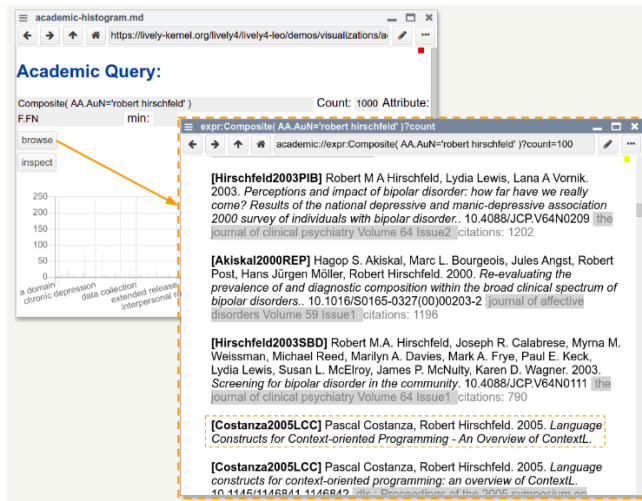 academic-histogram.md
https://lively-kernel.org/lively4/lively4-leo/demos/visualizations/a
Academic Query:
Composite( AA.AuN='robert hirschfeld' ) Count: 1000 Attribute:
F.FN min:
browse
inspect
250
200
150
100
50
0
a domain
chronic depression
data collection
extended release
interpersonal
expr:Composite( AA.AuN='robert hirschfeld' )?count
academic://expr:Composite( AA.AuN='robert hirschfeld' )?count=100
[Hirschfeld2003PIB] Robert M A Hirschfeld, Lydia Lewis, Lana A Vornik.
2003. Perceptions and impact of bipolar disorder: how far have we really
come? Results of the national depressive and manic-depressive association
2000 survey of individuals with bipolar disorder.. 10.4088/JCP.V64N0209 the
journal of clinical psychiatry Volume 64 Issue2 citations: 1202
[Akiskal2000REP] Hagop S. Akiskal, Marc L. Bourgeois, Jules Angst, Robert
Post, Hans Jürgen Möller, Robert Hirschfeld. 2000. Re-evaluating the
prevalence of and diagnostic composition within the broad clinical spectrum of
bipolar disorders.. 10.1016/S0165-0327(00)00203-2 journal of affective
disorders Volume 59 Issue1 citations: 1196
[Hirschfeld2003SBD] Robert M.A. Hirschfeld, Joseph R. Calabrese, Myrna M.
Weissman, Michael Reed, Marilyn A. Davies, Mark A. Frye, Paul E. Keck,
Lydia Lewis, Susan L. McElroy, James P. McNulty, Karen D. Wagner. 2003.
Screening for bipolar disorder in the community. 10.4088/JCP.V64N0111 the
journal of clinical psychiatry Volume 64 Issue1 citations: 790
[Costanza2005LCC] Pascal Costanza, Robert Hirschfeld. 2005. Language
Constructs for Context-oriented Programming - An Overview of ContextL.
[Costanza2005LCC] Pascal Costanza, Robert Hirschfeld. 2005. Language
constructs for context-oriented programming: an overview of ContextL.
10.1145/1146841.1146842 dls : Proceedings of the 2005 symposium on